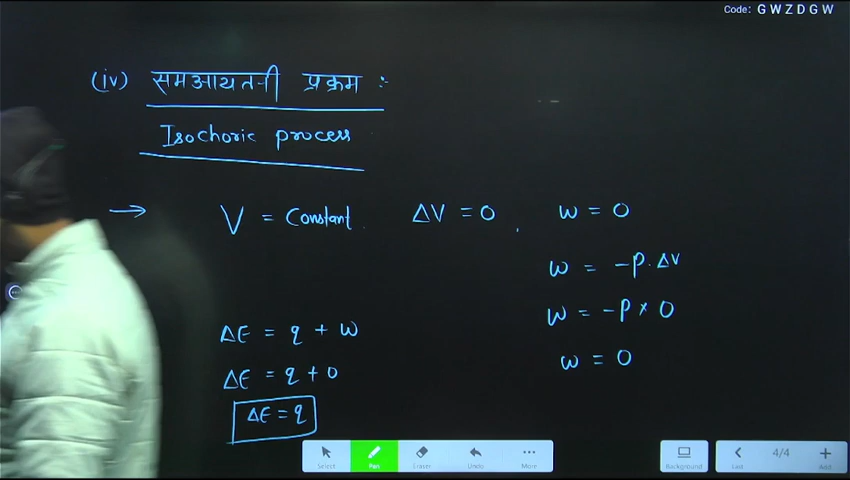 Code: G W Z D G W
(iv) समआयतनी प्रक्रम :-
Isochoric process
→ V = Constant. ΔV = 0, w = 0
w = -P. ΔV
w = -P × 0
w = 0
ΔE = q + w
ΔE = q + 0
ΔE = q
Select Pen Eraser Undo More Background Last 4/4 Add